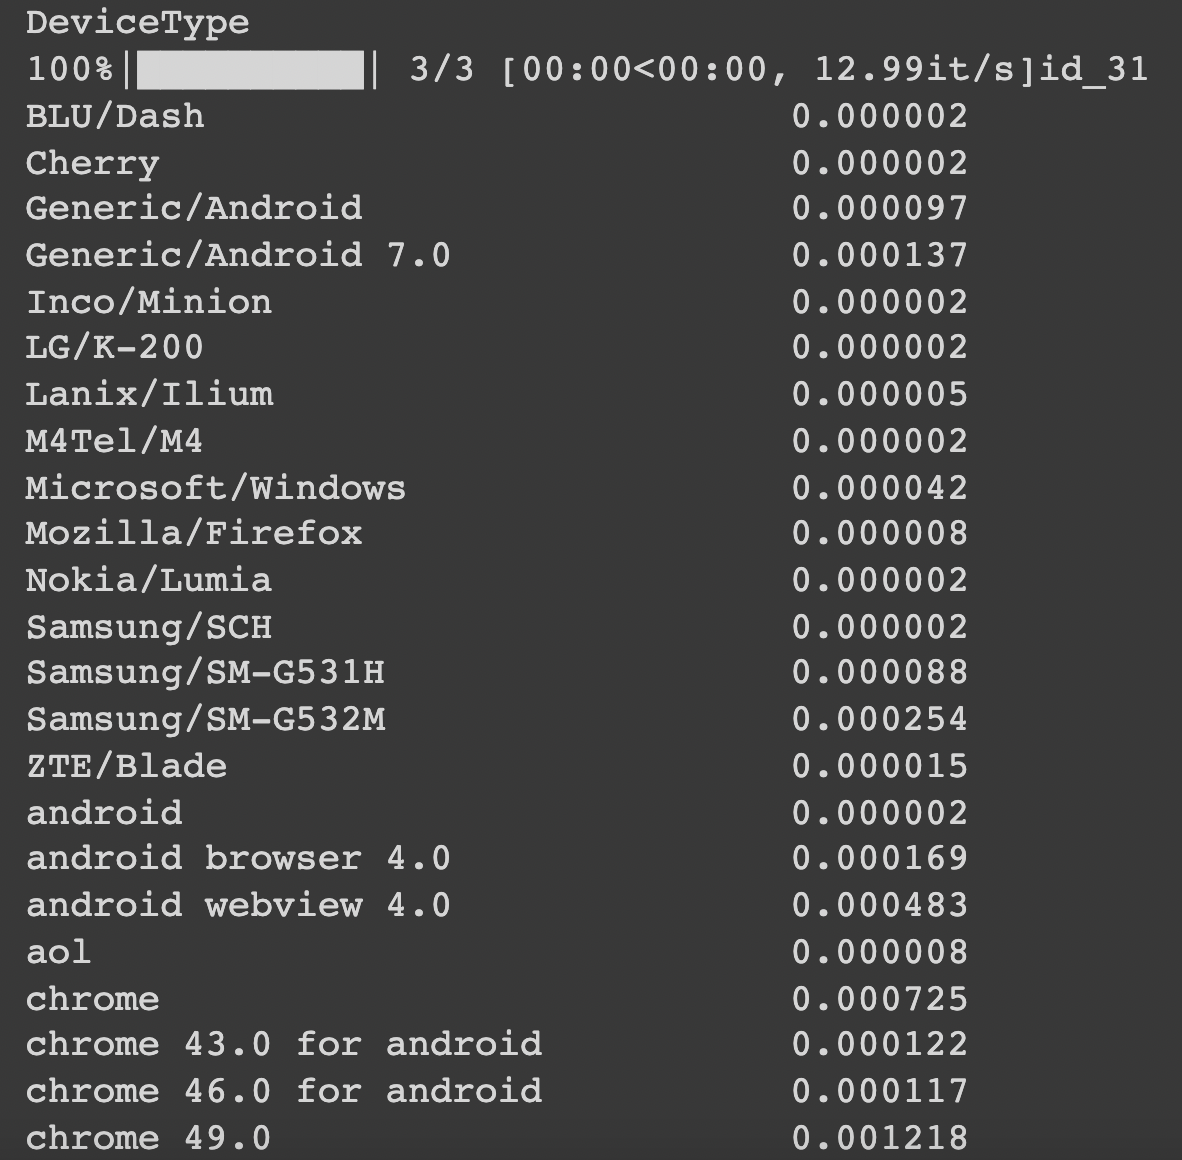 DeviceType
100%|██████████| 3/3 [00:00<00:00, 12.99it/s]id_31
BLU/Dash 0.000002
Cherry 0.000002
Generic/Android 0.000097
Generic/Android 7.0 0.000137
Inco/Minion 0.000002
LG/K-200 0.000002
Lanix/Ilium 0.000005
M4Tel/M4 0.000002
Microsoft/Windows 0.000042
Mozilla/Firefox 0.000008
Nokia/Lumia 0.000002
Samsung/SCH 0.000002
Samsung/SM-G531H 0.000088
Samsung/SM-G532M 0.000254
ZTE/Blade 0.000015
android 0.000002
android browser 4.0 0.000169
android webview 4.0 0.000483
aol 0.000008
chrome 0.000725
chrome 43.0 for android 0.000122
chrome 46.0 for android 0.000117
chrome 49.0 0.001218